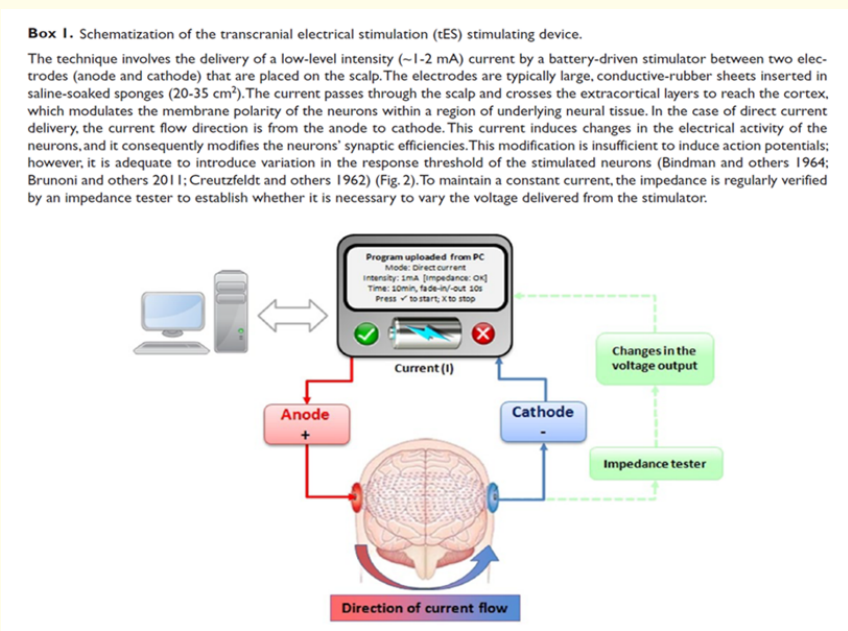 Box 1. Schematization of the transcranial electrical stimulation (tES) stimulating device.
The technique involves the delivery of a low-level intensity (~1-2 mA) current by a battery-driven stimulator between two elec-
trodes (anode and cathode) that are placed on the scalp. The electrodes are typically large, conductive-rubber sheets inserted in
saline-soaked sponges (20-35 cm²). The current passes through the scalp and crosses the extracortical layers to reach the cortex,
which modulates the membrane polarity of the neurons within a region of underlying neural tissue. In the case of direct current
delivery, the current flow direction is from the anode to cathode. This current induces changes in the electrical activity of the
neurons, and it consequently modifies the neurons' synaptic efficiencies. This modification is insufficient to induce action potentials;
however, it is adequate to introduce variation in the response threshold of the stimulated neurons (Bindman and others 1964;
Brunoni and others 2011; Creutzfeldt and others 1962) (Fig. 2). To maintain a constant current, the impedance is regularly verified
by an impedance tester to establish whether it is necessary to vary the voltage delivered from the stimulator.
Program uploaded from PC
Mode: Direct current
Intensity: 1mA [Impedance: OK]
Time: 10min, fade-in/-out 10s
Press ✓ to start; X to stop
Current (I)
Changes in the
voltage output
Anode
+
Cathode
-
Impedance tester
Direction of current flow